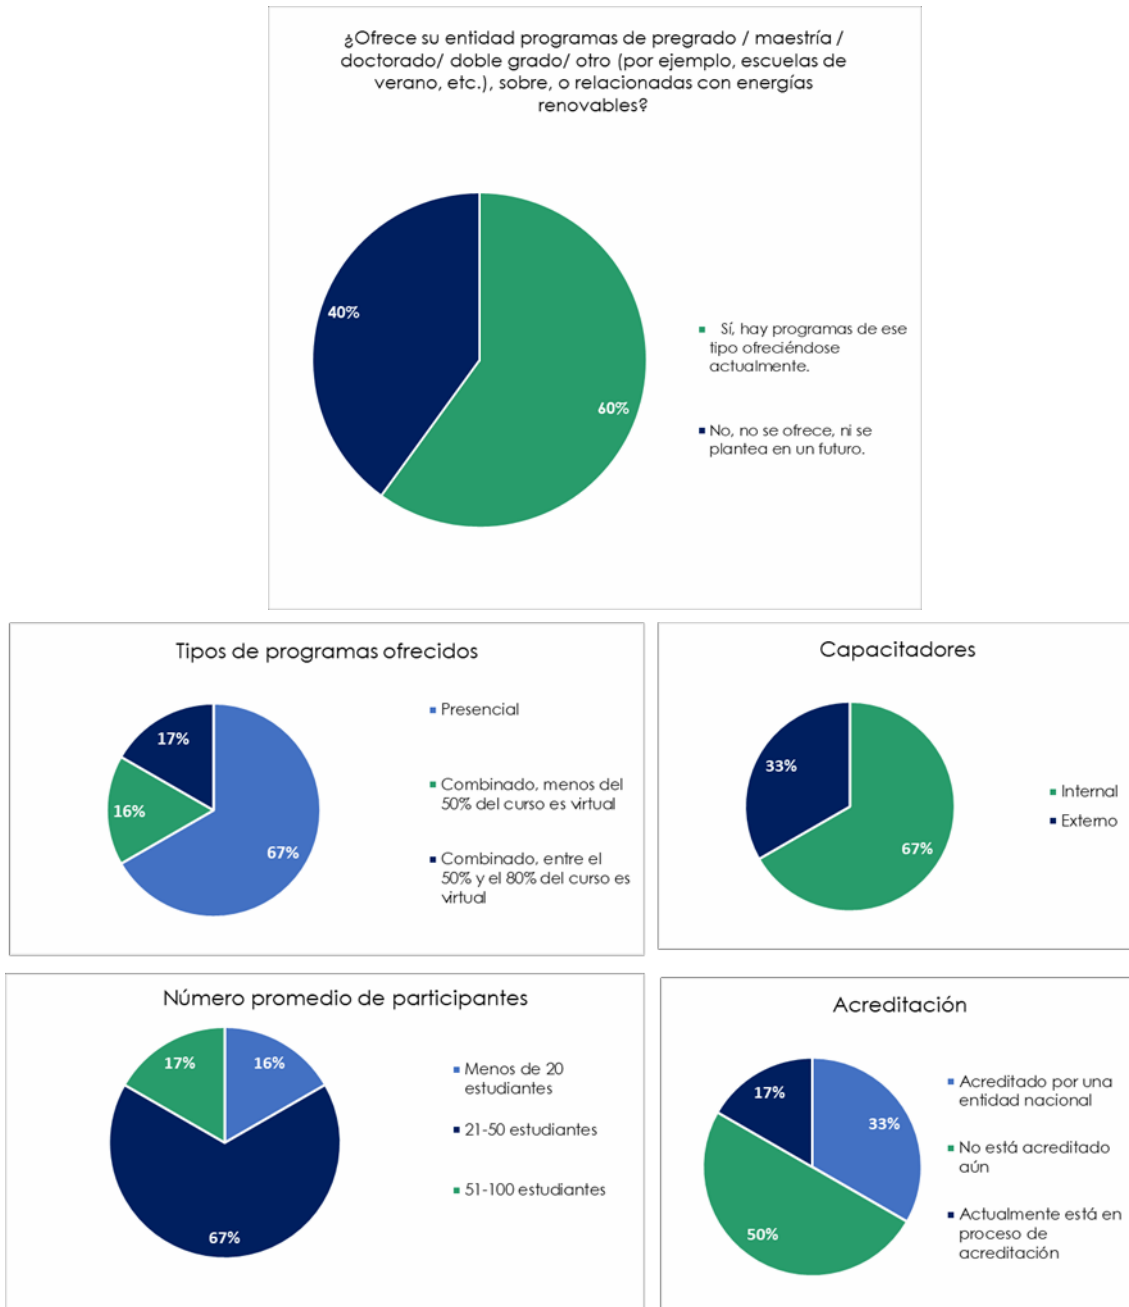 ¿Ofrece su entidad programas de pregrado / maestría /
doctorado/ doble grado/ otro (por ejemplo, escuelas de
verano, etc.), sobre, o relacionadas con energías
renovables?
40%
60%
Sí, hay programas de ese
tipo ofreciéndose
actualmente.
No, no se ofrece, ni se
plantea en un futuro.
Tipos de programas ofrecidos
17%
16%
67%
Presencial
Combinado, menos del
50% del curso es virtual
Combinado, entre el
50% y el 80% del curso es
virtual
Capacitadores
33%
67%
Internal
Externo
Número promedio de participantes
17%
16%
67%
Menos de 20
estudiantes
21-50 estudiantes
51-100 estudiantes
Acreditación
17%
33%
50%
Acreditado por una
entidad nacional
No está acreditado
aún
Actualmente está en
proceso de
acreditación